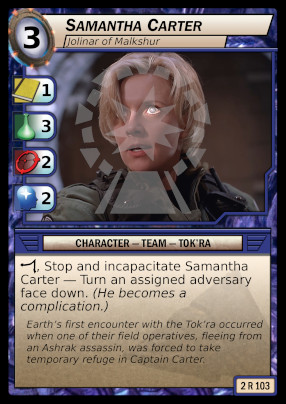 3
SAMANTHA CARTER
Jolinar of Malkshur
1
3
2
2
CHARACTER — TEAM — TOK'RA
, Stop and incapacitate Samantha
Carter — Turn an assigned adversary
face down. (He becomes a
complication.)
Earth's first encounter with the Tok'ra occurred
when one of their field operatives, fleeing from
an Ashrak assassin, was forced to take
temporary refuge in Captain Carter.
2 R 103